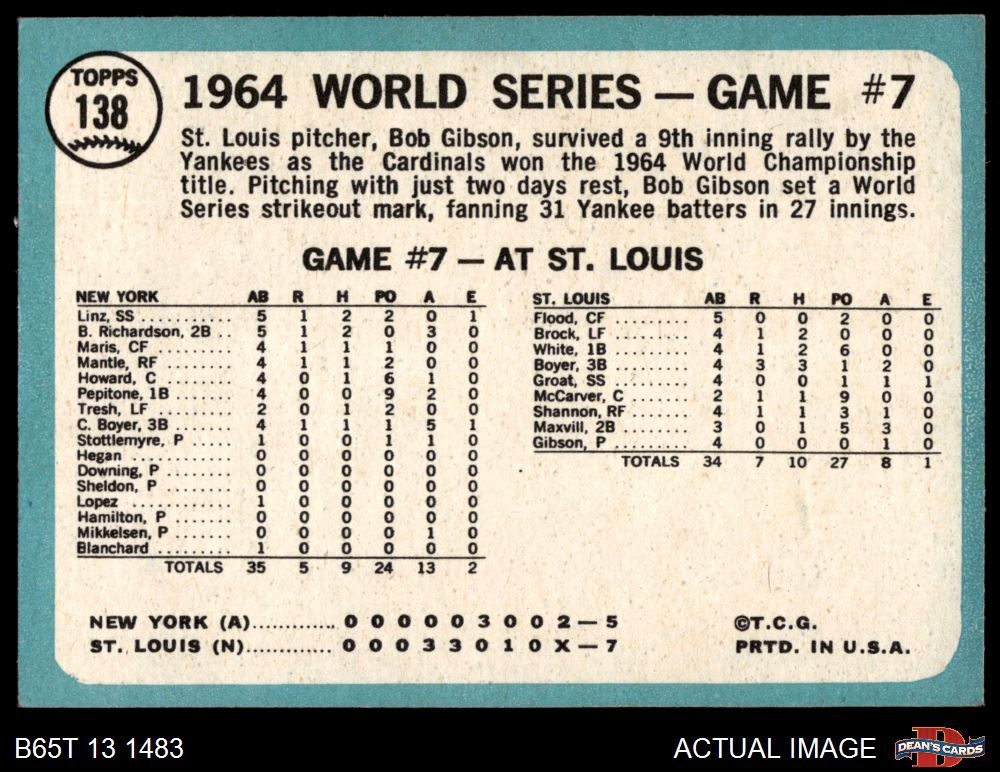 TOPPS
138
1964 WORLD SERIES — GAME #7
St. Louis pitcher, Bob Gibson, survived a 9th inning rally by the
Yankees as the Cardinals won the 1964 World Championship
title. Pitching with just two days rest, Bob Gibson set a World
Series strikeout mark, fanning 31 Yankee batters in 27 innings.
GAME #7 — AT ST. LOUIS
NEW YORK AB R H PO A E
Linz, SS .......... 5 1 2 2 0 1
B. Richardson, 2B .. 5 1 2 0 3 0
Maris, CF .......... 4 1 1 1 0 0
Mantle, RF ......... 4 1 1 2 0 0
Howard, C .......... 4 0 1 6 1 0
Pepitone, 1B ....... 4 0 0 9 2 0
Tresh, LF .......... 2 0 1 2 0 0
C. Boyer, 3B ....... 4 1 1 1 5 1
Stottlemyre, P ..... 1 0 0 1 1 0
Hegan .............. 0 0 0 0 0 0
Downing, P ......... 0 0 0 0 0 0
Sheldon, P ......... 0 0 0 0 0 0
Lopez .............. 1 0 0 0 0 0
Hamilton, P ........ 0 0 0 0 0 0
Mikkelsen, P ....... 0 0 0 0 1 0
Blanchard .......... 1 0 0 0 0 0
TOTALS 35 5 9 24 13 2
ST. LOUIS AB R H PO A E
Flood, CF .......... 5 0 0 2 0 0
Brock, LF .......... 4 1 2 0 0 0
White, 1B .......... 4 1 2 6 0 0
Boyer, 3B .......... 4 3 3 1 2 0
Groat, SS .......... 4 0 0 1 1 1
McCarver, C ........ 2 1 1 9 0 0
Shannon, RF ........ 4 1 1 3 1 0
Maxvill, 2B ........ 3 0 1 5 3 0
Gibson, P .......... 4 0 0 0 1 0
TOTALS 34 7 10 27 8 1
NEW YORK (A)............. 0 0 0 0 0 3 0 0 2 — 5
ST. LOUIS (N)............. 0 0 0 3 3 0 1 0 X — 7
©T.C.G.
PRTD. IN U.S.A.
B65T 13 1483
ACTUAL IMAGE
D
DEAN'S CARDS